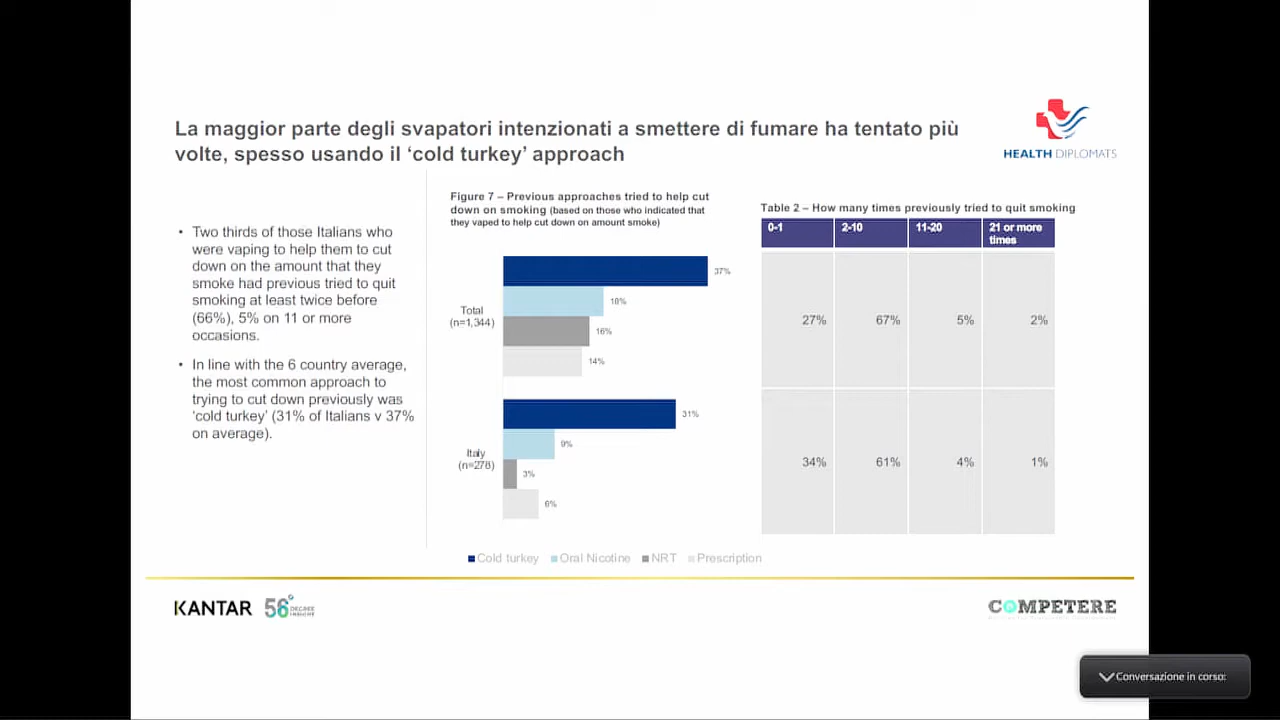 La maggior parte degli svapatori intenzionati a smettere di fumare ha tentato più
volte, spesso usando il ‘cold turkey’ approach
HEALTH DIPLOMATS
• Two thirds of those Italians who
were vaping to help them to cut
down on the amount that they
smoke had previous tried to quit
smoking at least twice before
(66%), 5% on 11 or more
occasions.
• In line with the 6 country average,
the most common approach to
trying to cut down previously was
‘cold turkey’ (31% of Italians v 37%
on average).
Figure 7 – Previous approaches tried to help cut
down on smoking (based on those who indicated that
they vaped to help cut down on amount smoke)
Total
(n=1,344)
37%
18%
16%
14%
Italy
(n=278)
31%
9%
3%
6%
Cold turkey Oral Nicotine NRT Prescription
Table 2 – How many times previously tried to quit smoking
0-1 2-10 11-20 21 or more
times
27% 67% 5% 2%
34% 61% 4% 1%
KANTAR
56°
DEGREE
INSIGHT
COMPETERE
Conversazione in corso: